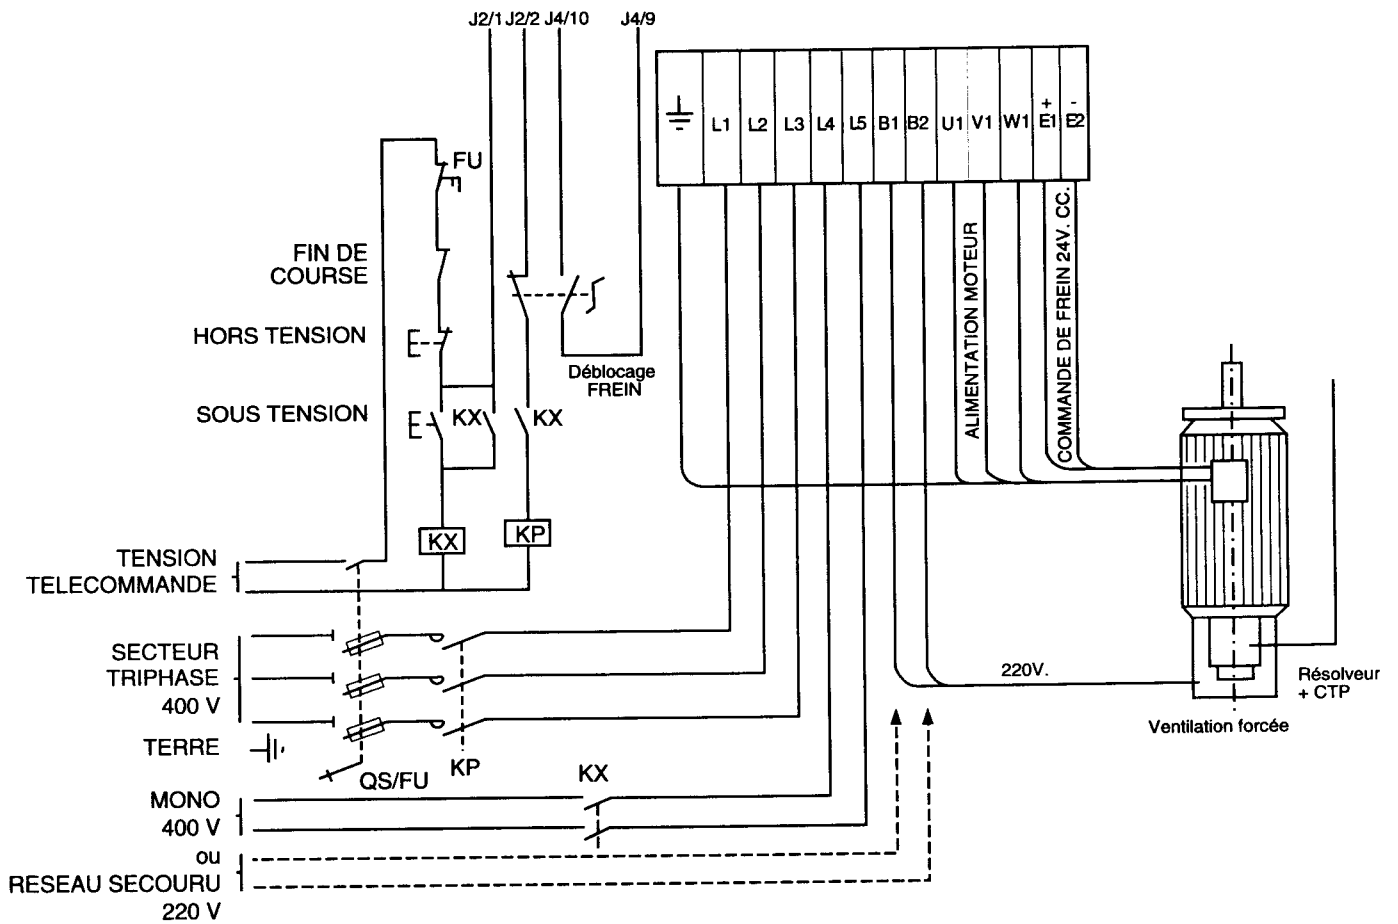 J2/1 J2/2 J4/10 J4/9
L1 L2 L3 L4 L5 B1 B2 U1 V1 W1 + E1 - E2
FU
FIN DE
COURSE
HORS TENSION
Déblocage
FREIN
SOUS TENSION
KX
KX
ALIMENTATION MOTEUR
COMMANDE DE FREIN 24V. CC.
KX
KP
TENSION
TELECOMMANDE
SECTEUR
TRIPHASE
400 V
TERRE
QS/FU
KP
KX
220V.
Résolveur
+ CTP
Ventilation forcée
MONO
400 V
ou
RESEAU SECOURU
220 V